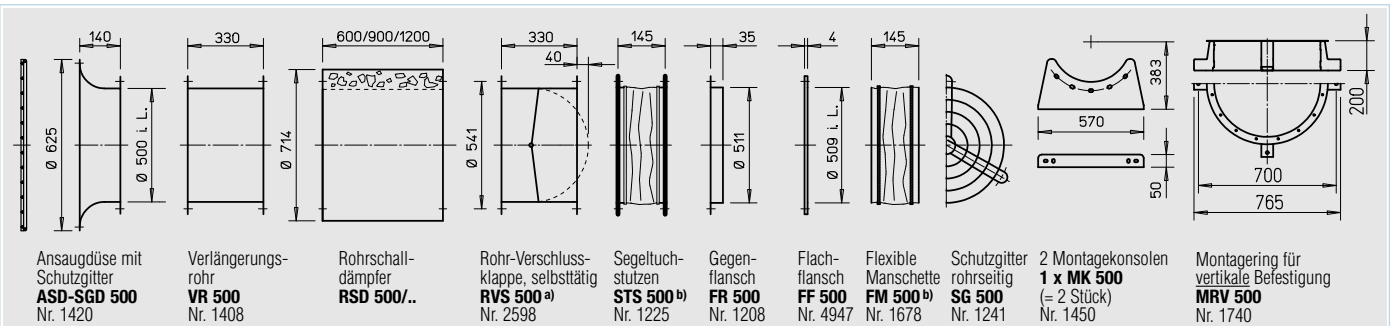 140
Ø 625
Ø 500 i. L.
Ansaugdüse mit
Schutzgitter
ASD-SGD 500
Nr. 1420
330
Verlängerungs-
rohr
VR 500
Nr. 1408
600/900/1200
Ø 714
Rohrschall-
dämpfer
RSD 500/..
330
40
Ø 541
Rohr-Verschluss-
klappe, selbsttätig
RVS 500 a)
Nr. 2598
145
Segeltuch-
stutzen
STS 500 b)
Nr. 1225
35
Ø 511
Gegen-
flansch
FR 500
Nr. 1208
4
Ø 509 i. L.
Flach-
flansch
FF 500
Nr. 4947
145
Flexible
Manschette
FM 500 b)
Nr. 1678
Schutzgitter
rohrseitig
SG 500
Nr. 1241
383
570
50
2 Montagekonsolen
1 x MK 500
(= 2 Stück)
Nr. 1450
200
700
765
Montagering für
vertikale Befestigung
MRV 500
Nr. 1740